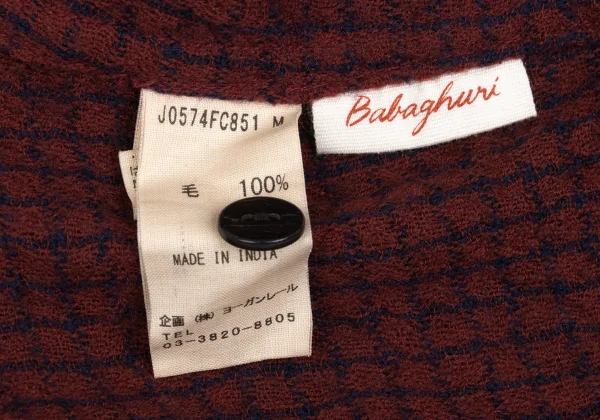 J0574FC851 M
Babaghuri
毛 100%
MADE IN INDIA
企画 (株) ヨーガンレール
TEL
03-3820-8805